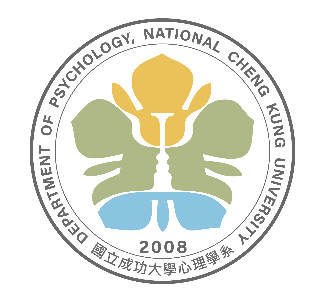 DEPARTMENT OF PSYCHOLOGY, NATIONAL CHENG KUNG UNIVERSITY
2008
國立成功大學心理學系